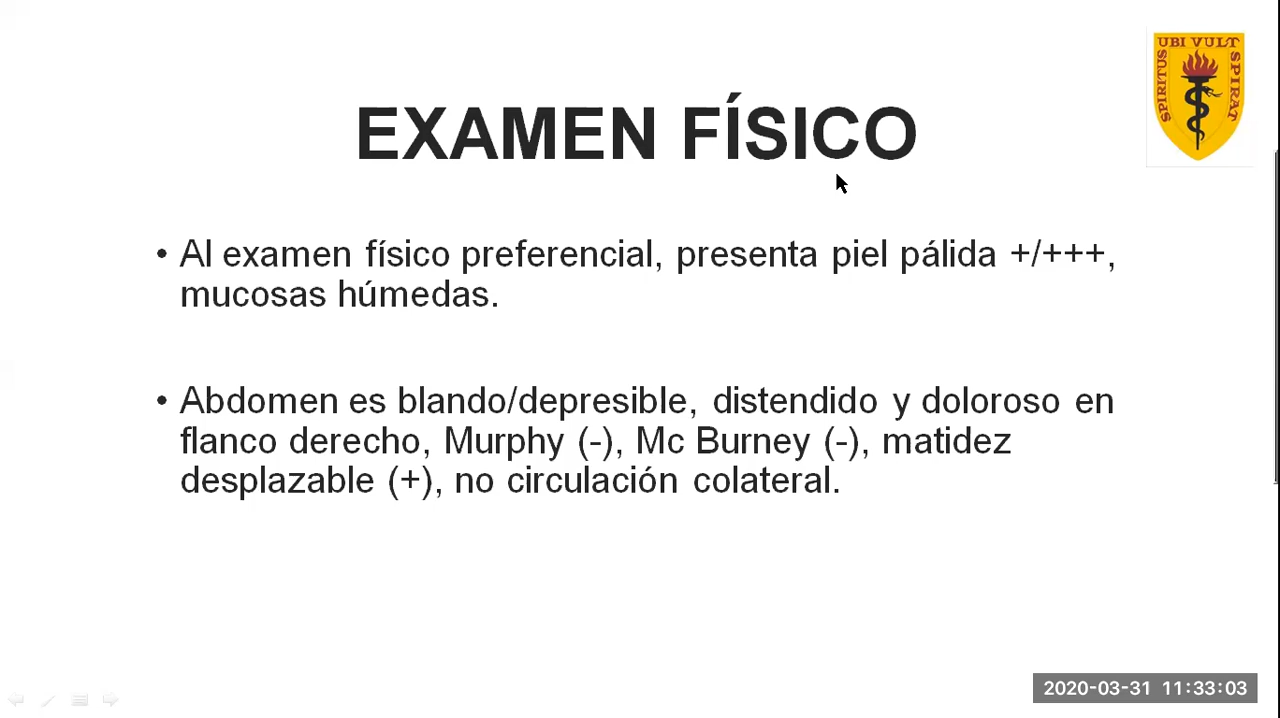 SPIRITUS UBI VULT SPIRAT
EXAMEN FÍSICO
• Al examen físico preferencial, presenta piel pálida +/+++,
mucosas húmedas.
• Abdomen es blando/depresible, distendido y doloroso en
flanco derecho, Murphy (-), Mc Burney (-), matidez
desplazable (+), no circulación colateral.
2020-03-31 11:33:03